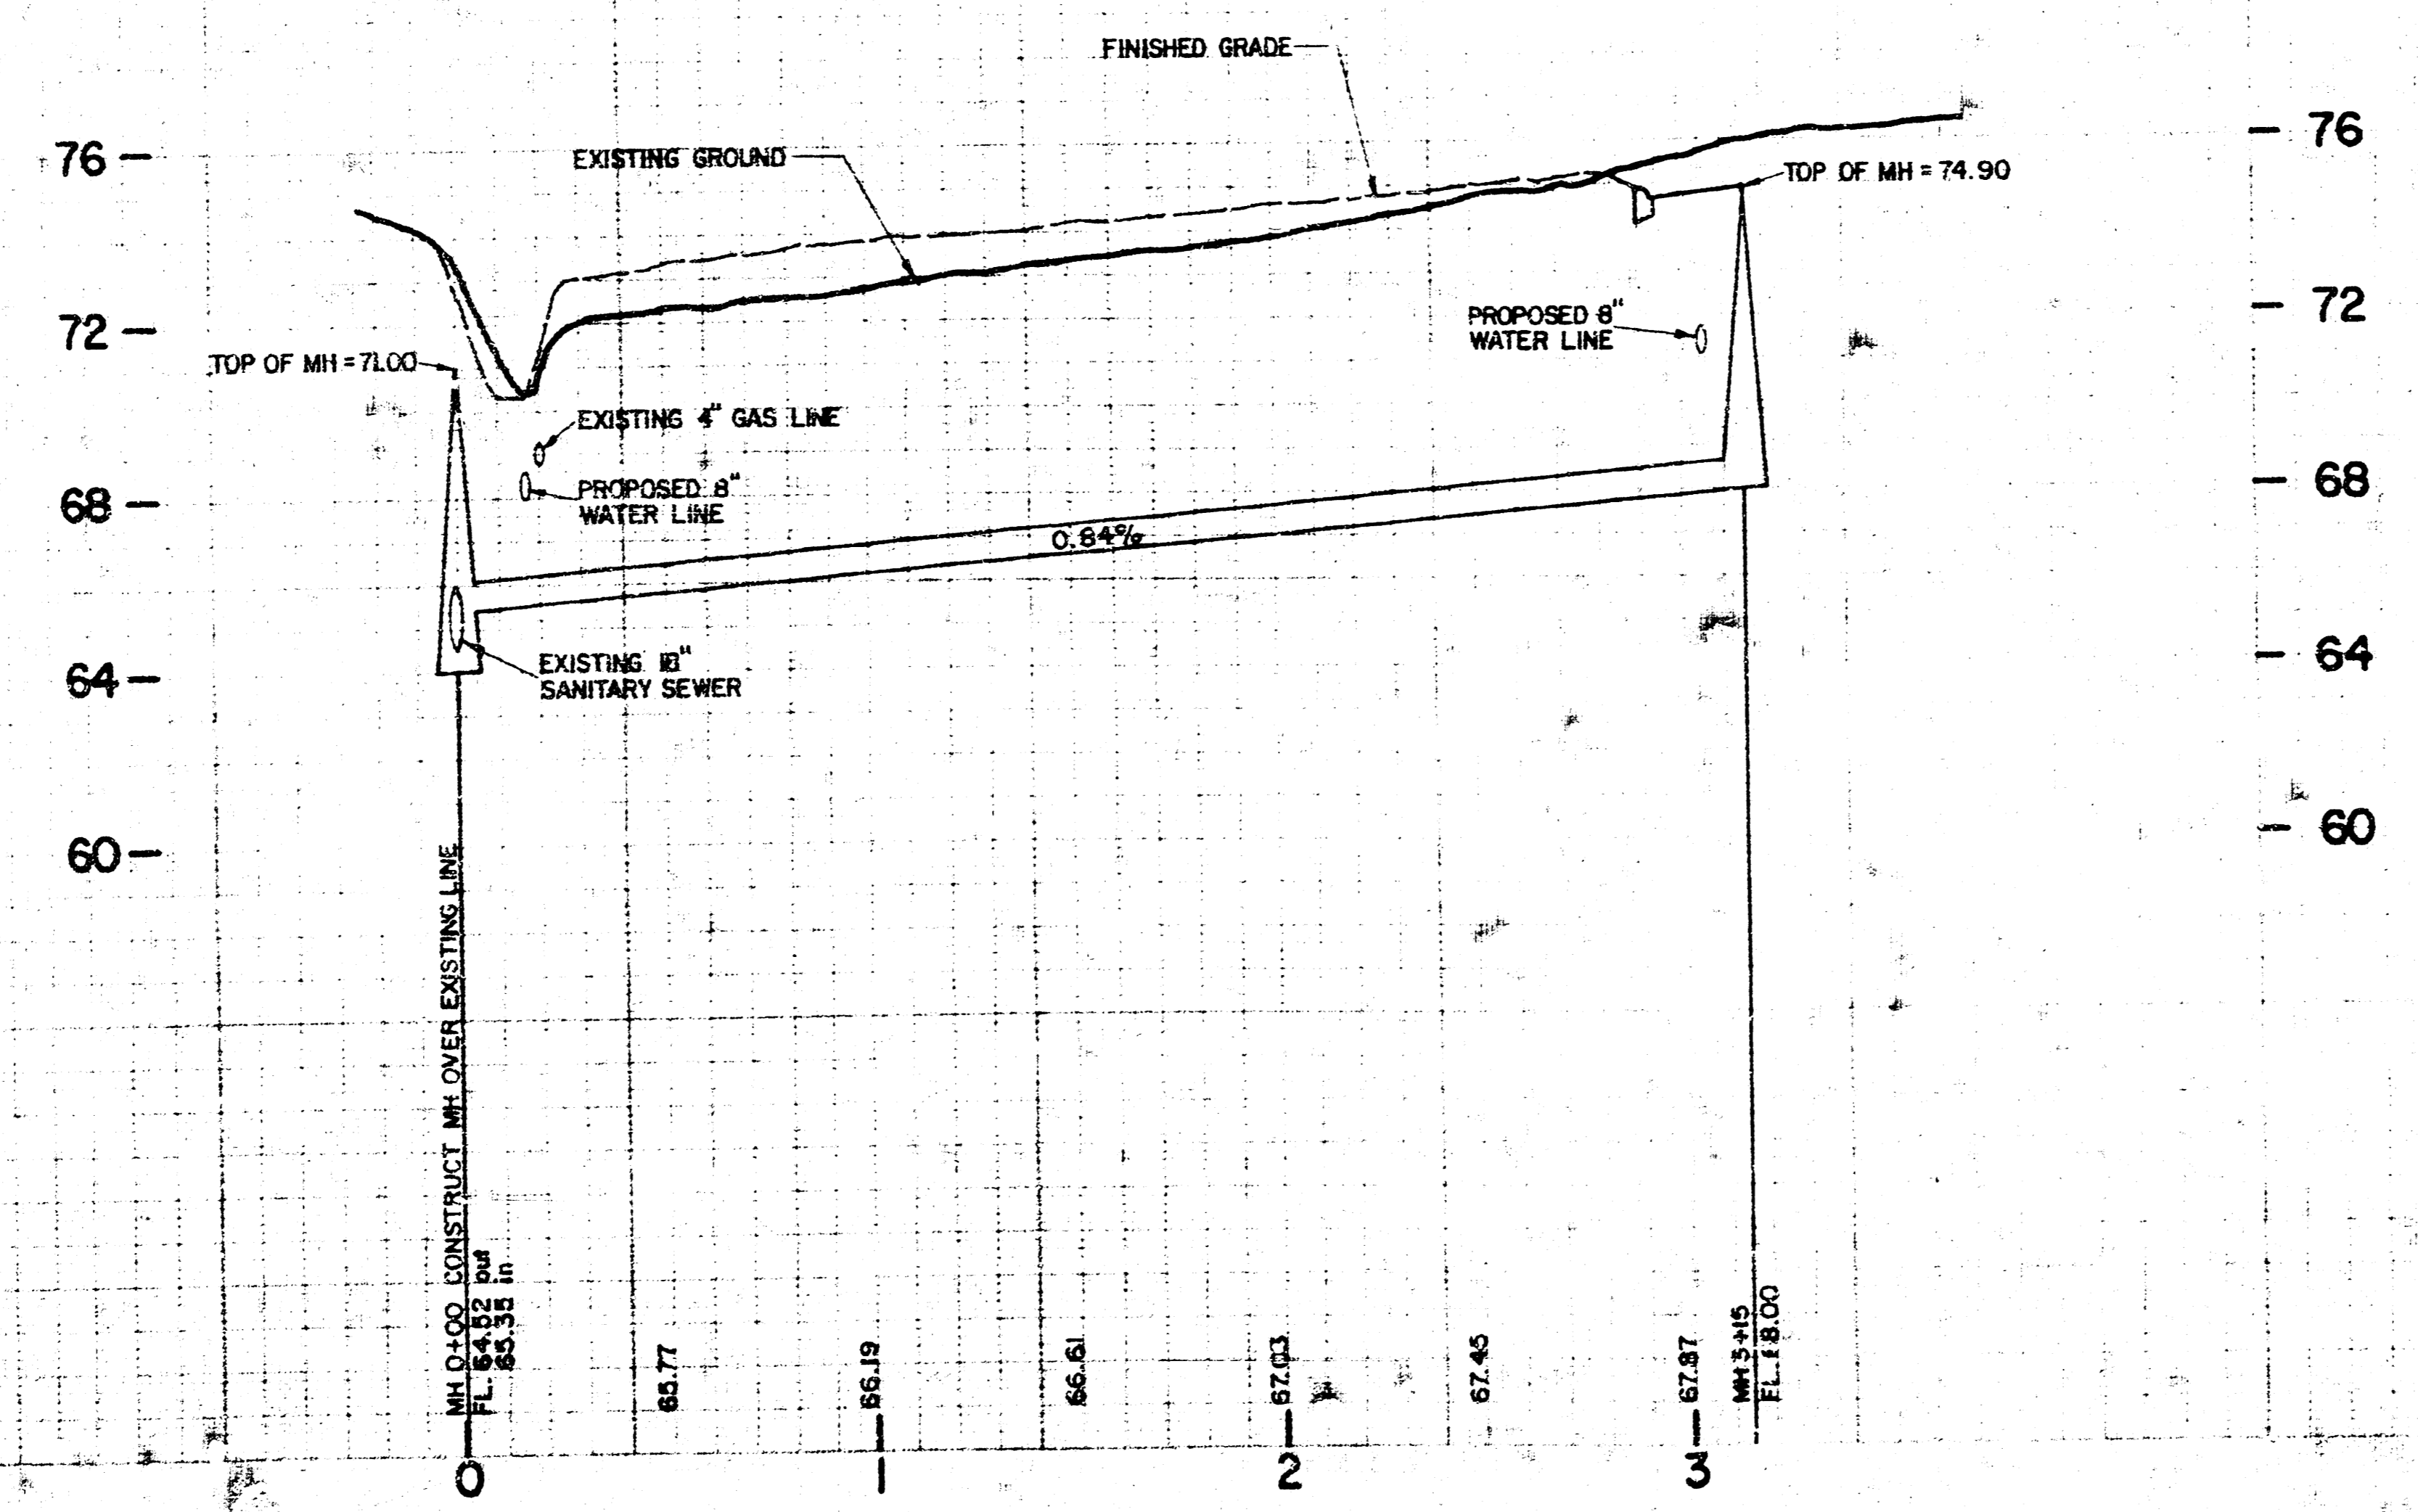 FINISHED GRADE
EXISTING GROUND
76
76
TOP OF MH = 74.90
72
72
PROPOSED 8"
WATER LINE
TOP OF MH = 71.00
EXISTING 4" GAS LINE
PROPOSED 8"
WATER LINE
68
68
0.84%
EXISTING
SANITARY SEWER
64
64
60
60
MH 0+00 CONSTRUCT MH OVER EXISTING LINE
FL. 64.52 out
65.35 in
65.77
66.19
66.61
67.03
67.45
67.87
MH 3+15
FL. 68.00
0
1
2
3